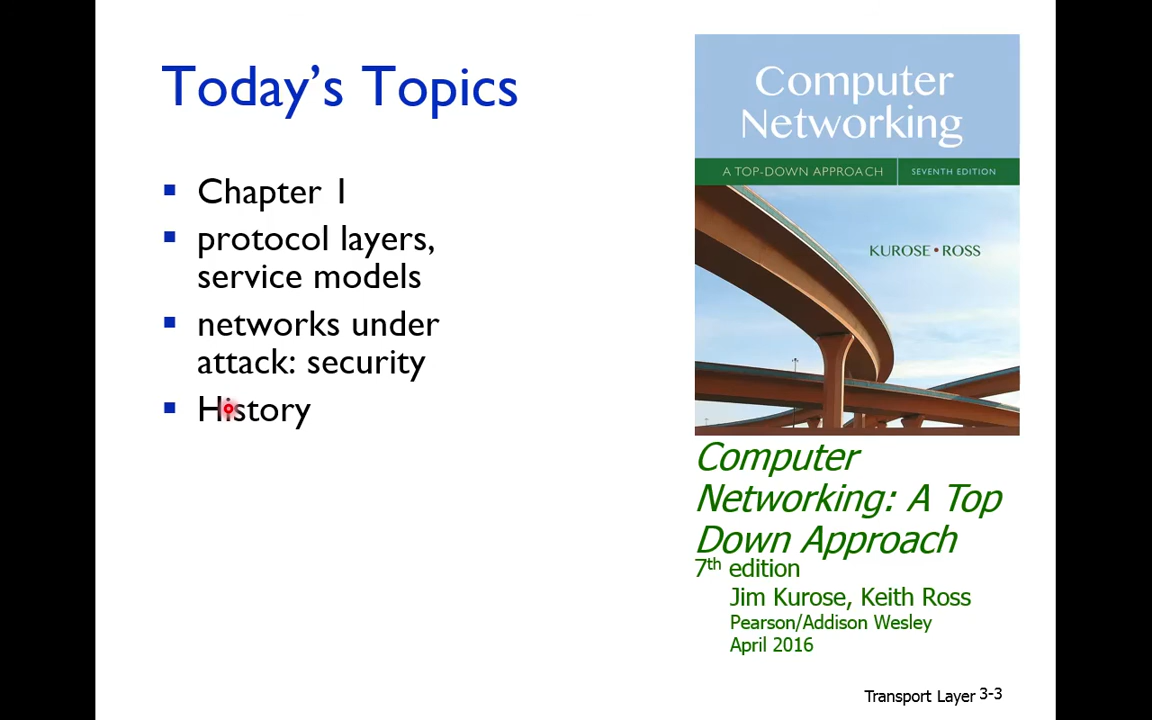 Today's Topics
Chapter 1
protocol layers,
service models
networks under
attack: security
History
Computer
Networking
A TOP-DOWN APPROACH
SEVENTH EDITION
KUROSE • ROSS
Computer
Networking: A Top
Down Approach
7th edition
Jim Kurose, Keith Ross
Pearson/Addison Wesley
April 2016
Transport Layer 3-3